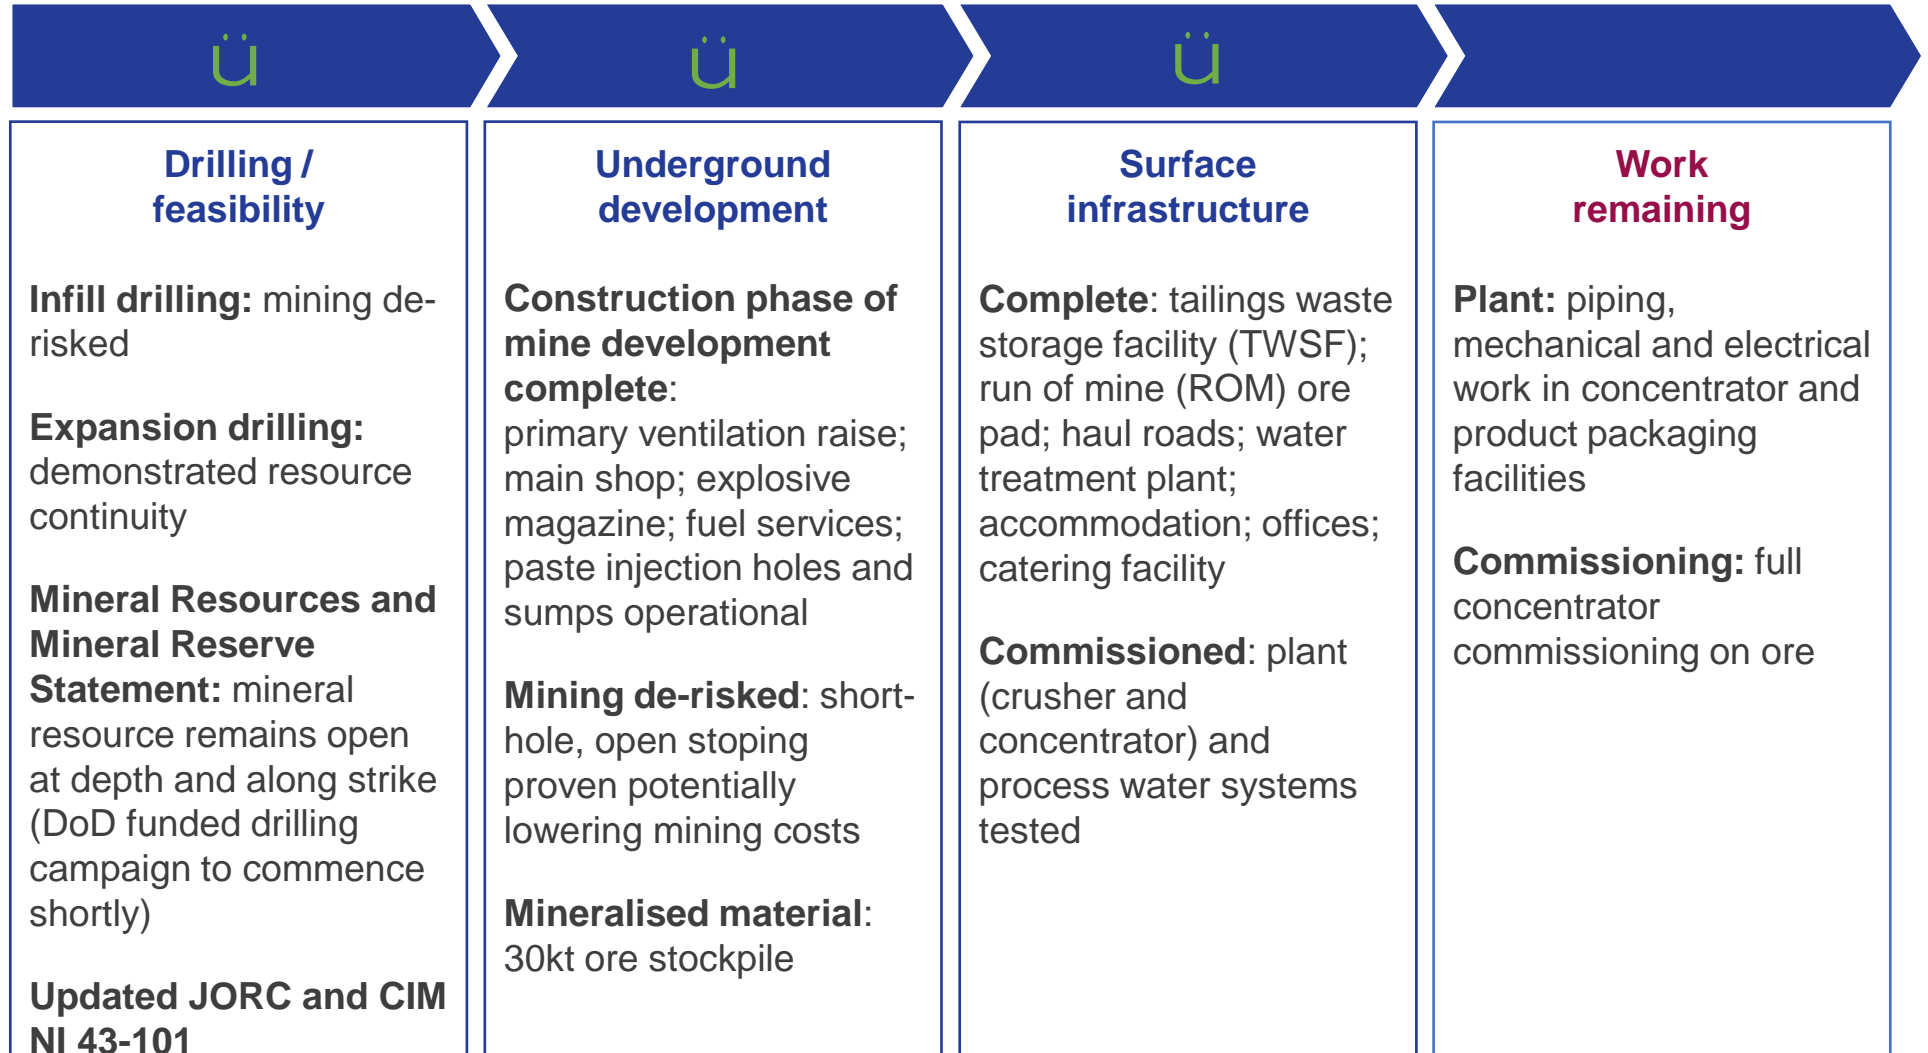 ü
ü
ü
Drilling /
feasibility
Infill drilling: mining de-
risked
Expansion drilling:
demonstrated resource
continuity
Mineral Resources and
Mineral Reserve
Statement: mineral
resource remains open
at depth and along strike
(DoD funded drilling
campaign to commence
shortly)
Updated JORC and CIM
NI 43-101
Underground
development
Construction phase of
mine development
complete:
primary ventilation raise;
main shop; explosive
magazine; fuel services;
paste injection holes and
sumps operational
Mining de-risked: short-
hole, open stoping
proven potentially
lowering mining costs
Mineralised material:
30kt ore stockpile
Surface
infrastructure
Complete: tailings waste
storage facility (TWSF);
run of mine (ROM) ore
pad; haul roads; water
treatment plant;
accommodation; offices;
catering facility
Commissioned: plant
(crusher and
concentrator) and
process water systems
tested
Work
remaining
Plant: piping,
mechanical and electrical
work in concentrator and
product packaging
facilities
Commissioning: full
concentrator
commissioning on ore